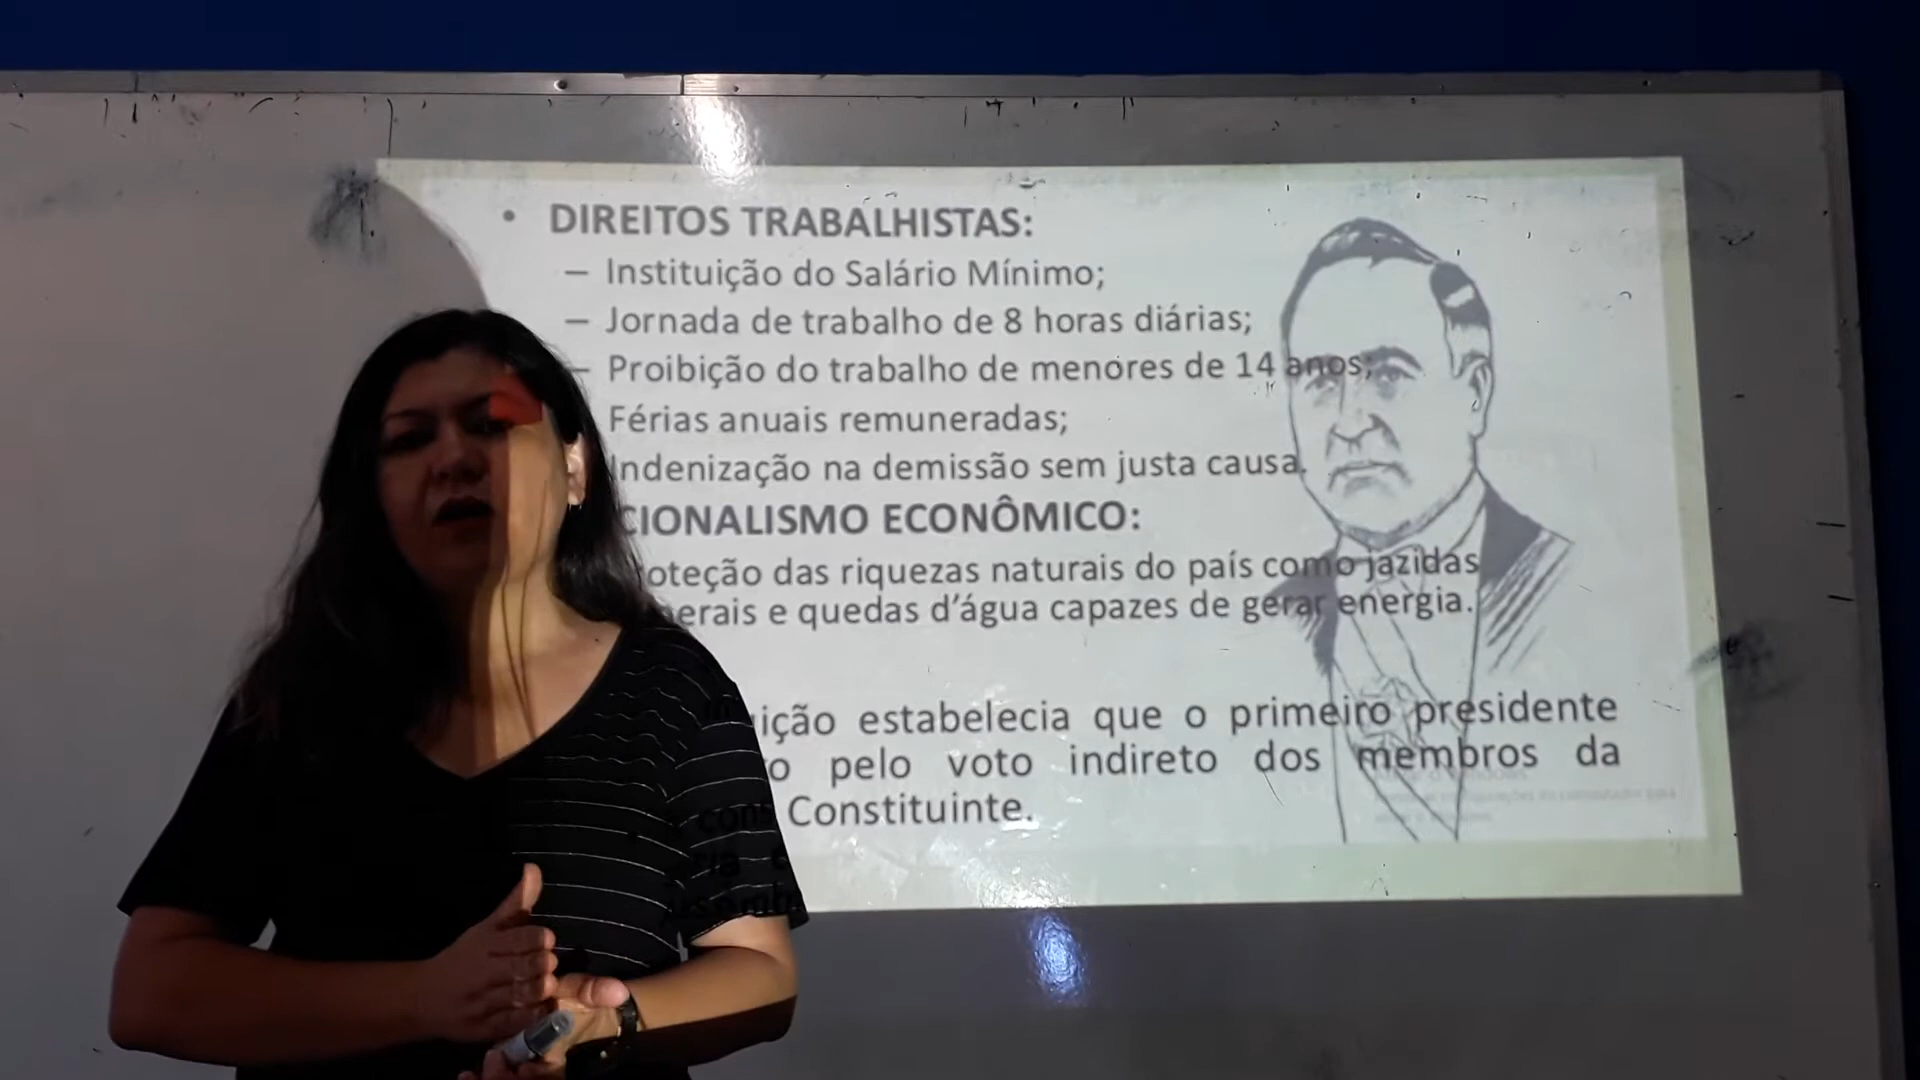 • DIREITOS TRABALHISTAS:
– Instituição do Salário Mínimo;
– Jornada de trabalho de 8 horas diárias;
– Proibição do trabalho de menores de 14 anos;
Férias anuais remuneradas;
Indenização na demissão sem justa causa.
CIONALISMO ECONÔMICO:
oteção das riquezas naturais do país como jazidas
erais e quedas d'água capazes de gerar energia.
uição estabelecia que o primeiro presidente
o pelo voto indireto dos membros da
Constituinte.